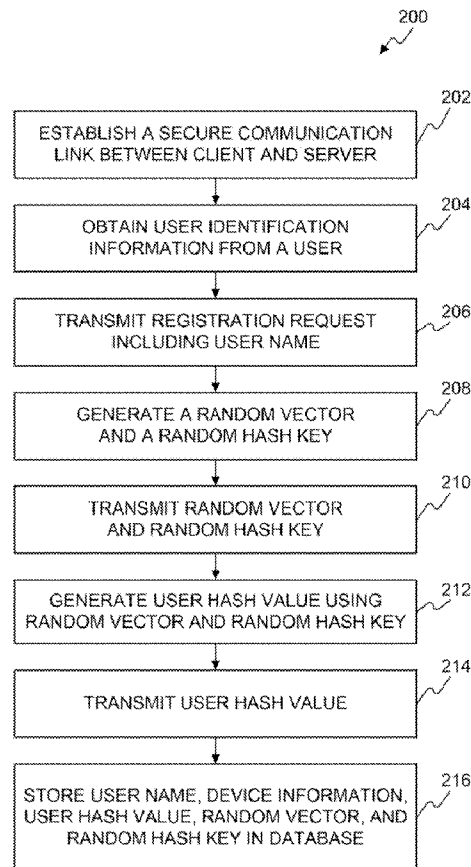 200
202
ESTABLISH A SECURE COMMUNICATION
LINK BETWEEN CLIENT AND SERVER
204
OBTAIN USER IDENTIFICATION
INFORMATION FROM A USER
206
TRANSMIT REGISTRATION REQUEST
INCLUDING USER NAME
208
GENERATE A RANDOM VECTOR
AND A RANDOM HASH KEY
210
TRANSMIT RANDOM VECTOR
AND RANDOM HASH KEY
212
GENERATE USER HASH VALUE USING
RANDOM VECTOR AND RANDOM HASH KEY
214
TRANSMIT USER HASH VALUE
216
STORE USER NAME, DEVICE INFORMATION,
USER HASH VALUE, RANDOM VECTOR, AND
RANDOM HASH KEY IN DATABASE